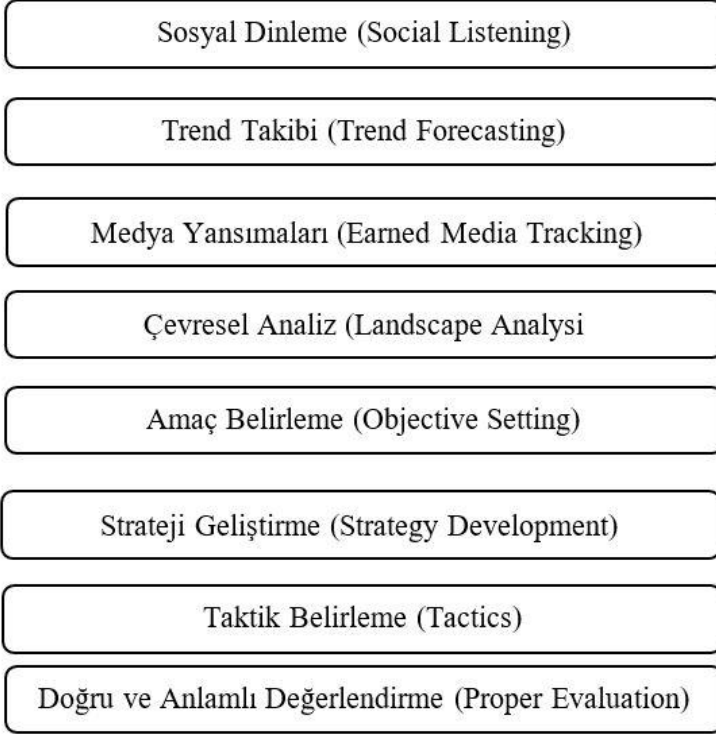 Sosyal Dinleme (Social Listening)
Trend Takibi (Trend Forecasting)
Medya Yansımaları (Earned Media Tracking)
Çevresel Analiz (Landscape Analysi
Amaç Belirleme (Objective Setting)
Strateji Geliştirme (Strategy Development)
Taktik Belirleme (Tactics)
Doğru ve Anlamlı Değerlendirme (Proper Evaluation)